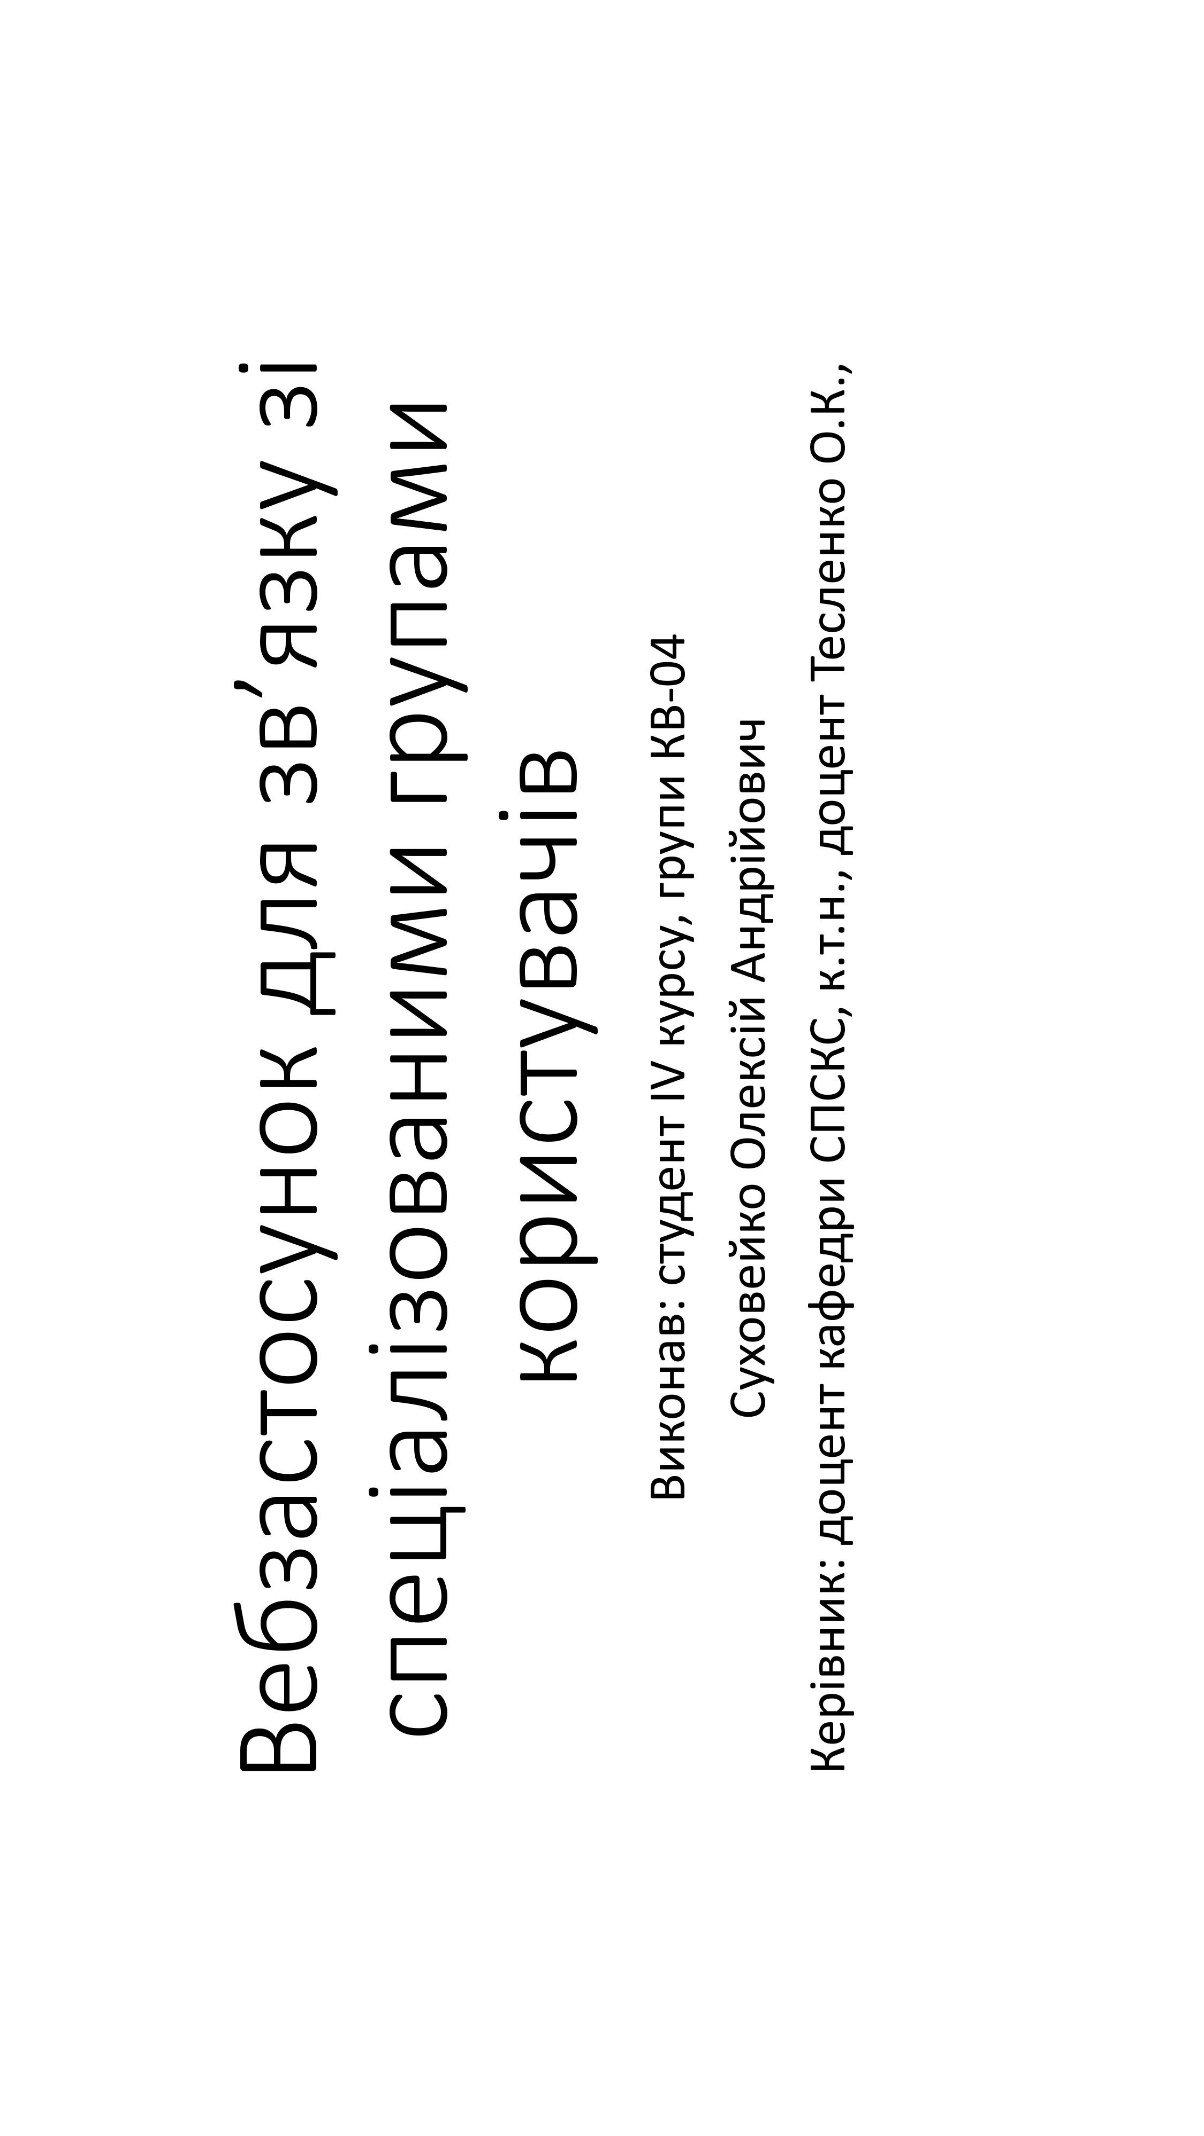 Вебзастосунок для зв’язку зі
спеціалізованими групами
користувачів
Виконав: студент IV курсу, групи КВ-04
Суховейко Олексій Андрійович
Керівник: доцент кафедри СПСКС, к.т.н., доцент Тесленко О.К.,